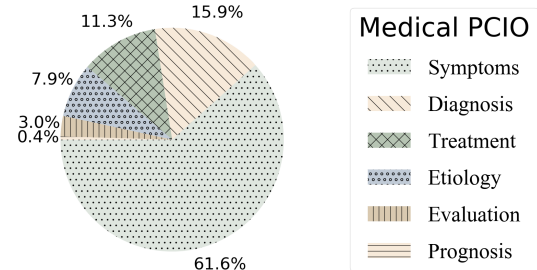 15.9%
11.3%
7.9%
3.0%
0.4%
61.6%
Medical PCIO
Symptoms
Diagnosis
Treatment
Etiology
Evaluation
Prognosis